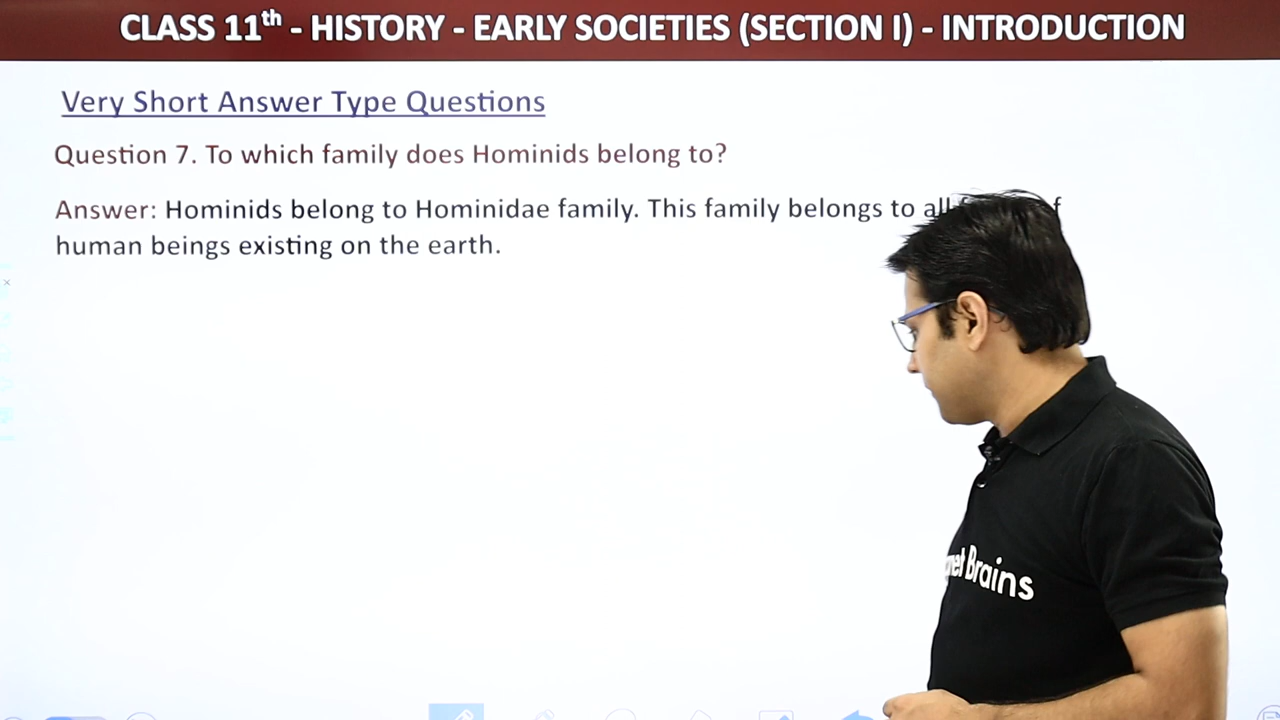 CLASS 11th - HISTORY - EARLY SOCIETIES (SECTION I) - INTRODUCTION
Very Short Answer Type Questions
Question 7. To which family does Hominids belong to?
Answer: Hominids belong to Hominidae family. This family belongs to all
human beings existing on the earth.
Brains